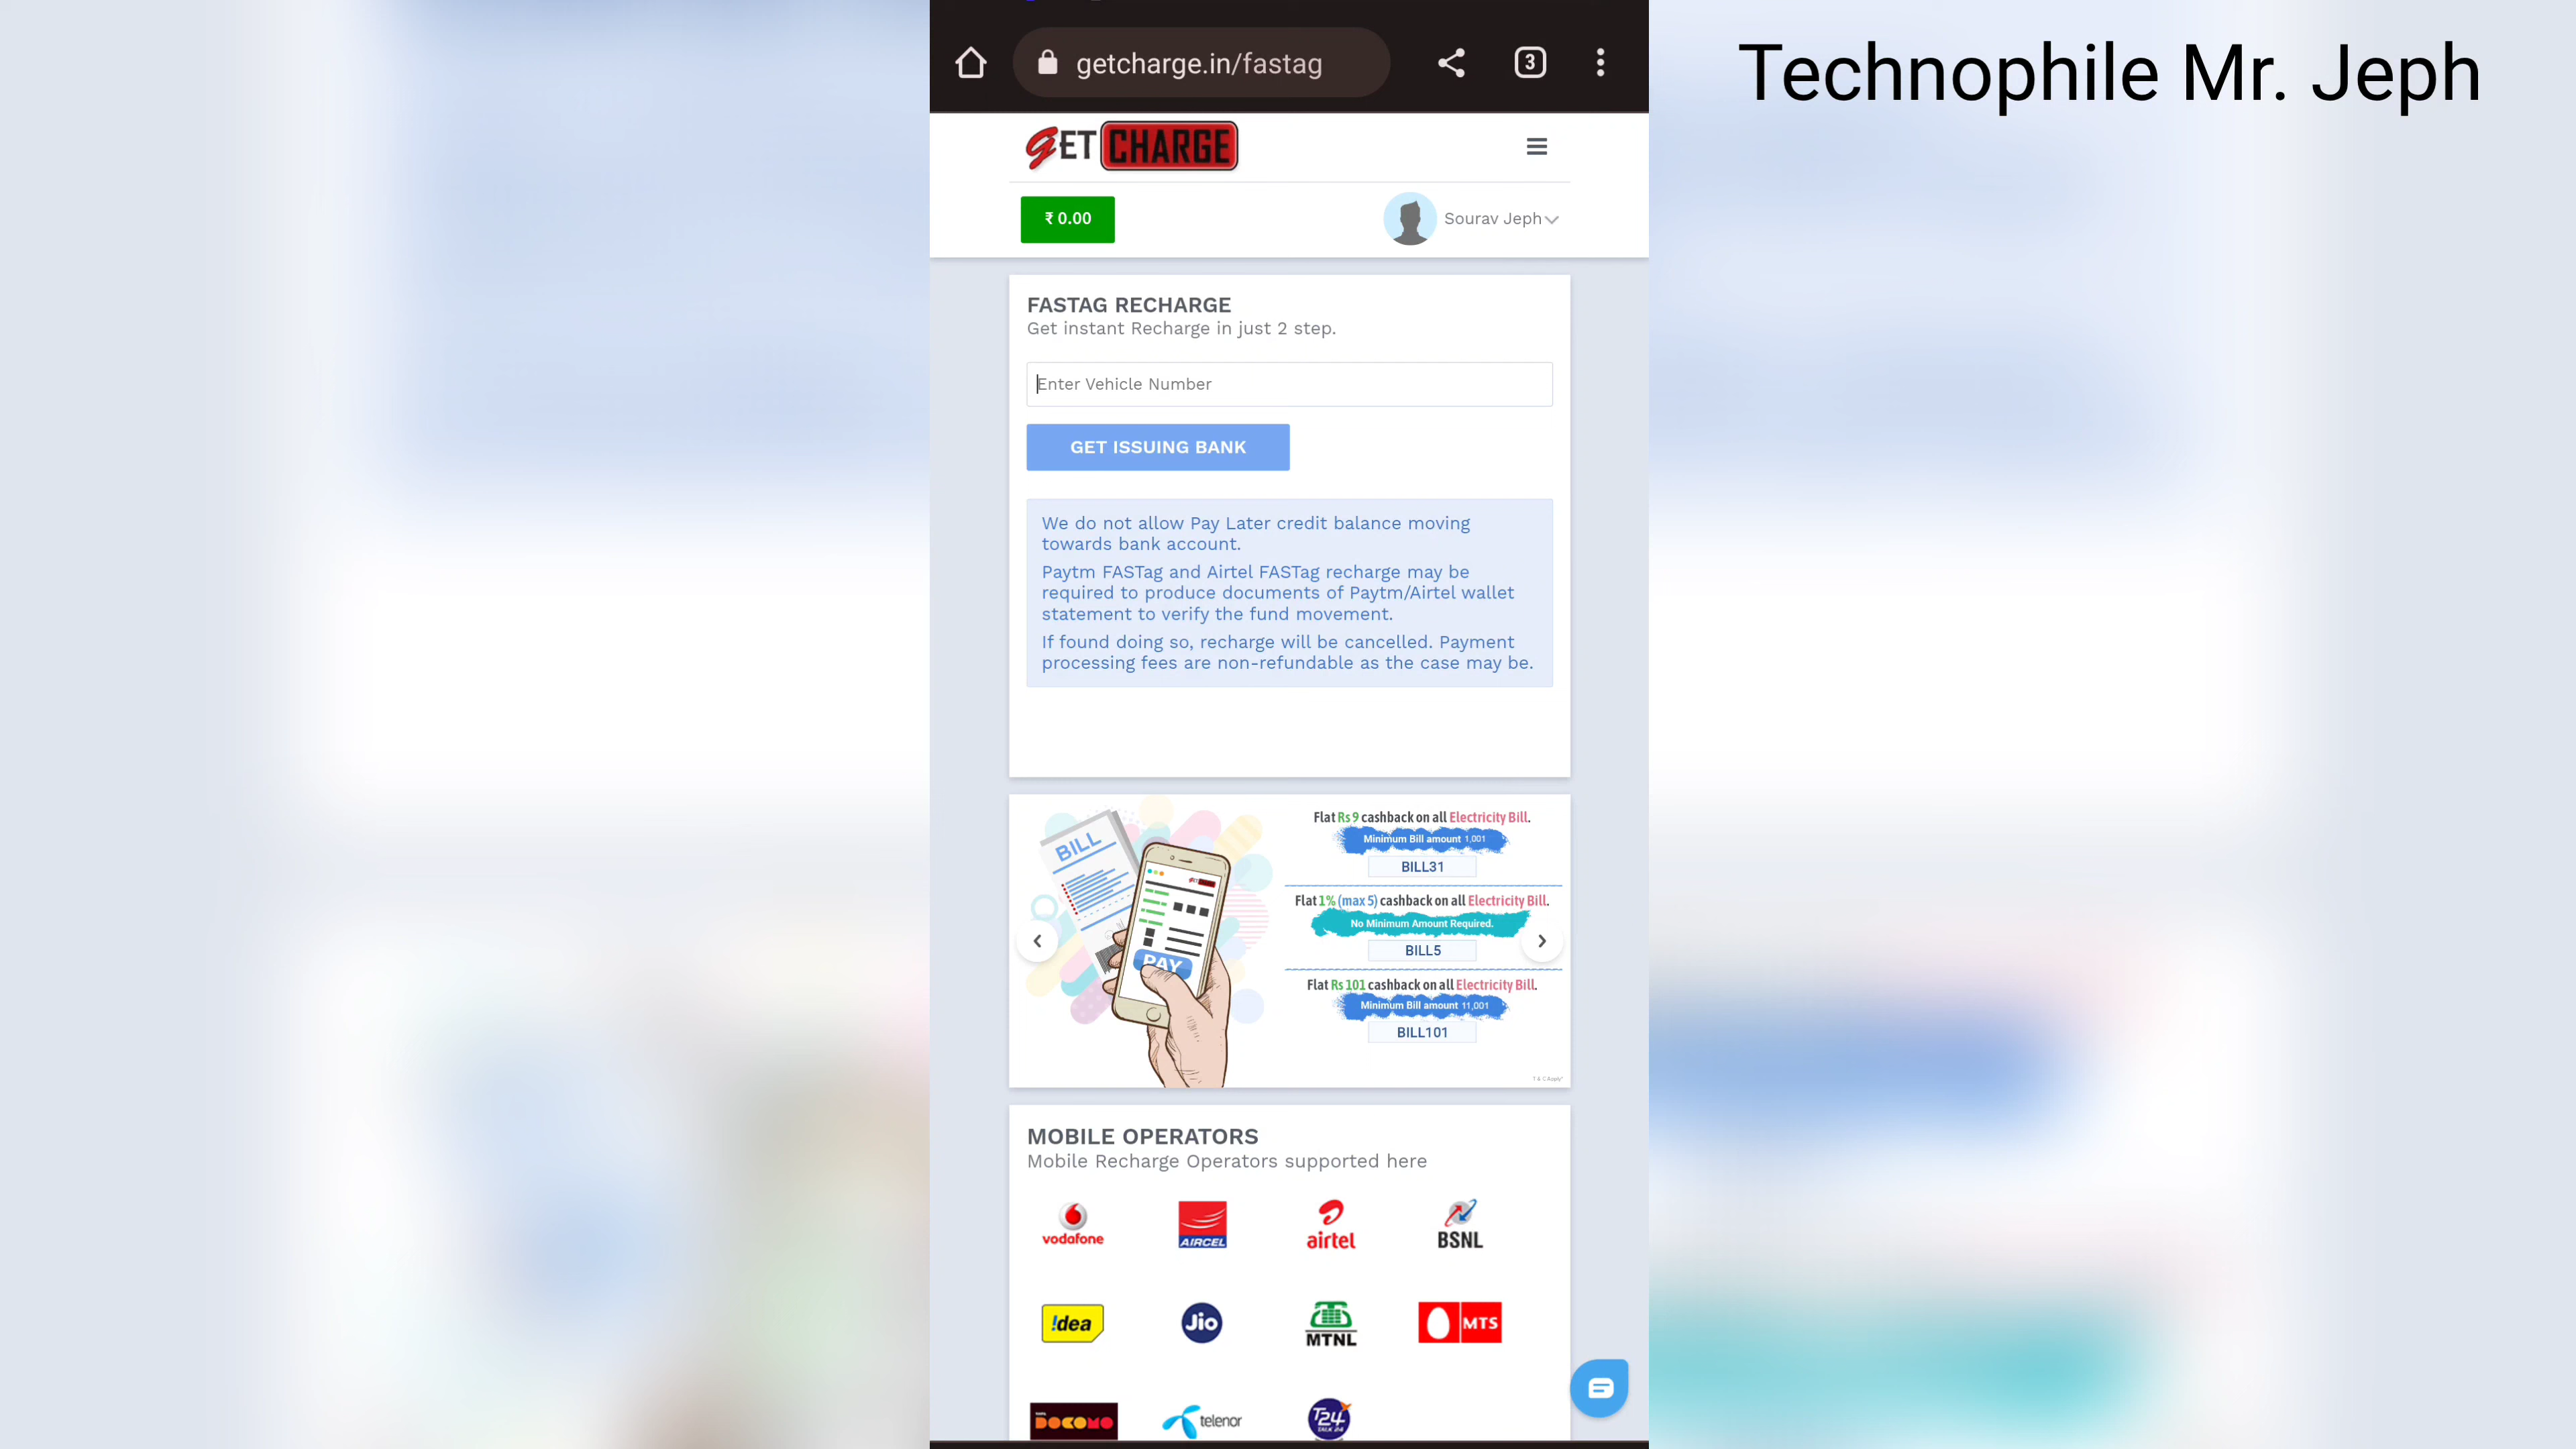 Technophile Mr. Jeph
getcharge.in/fastag
3
GET CHARGE
₹ 0.00
Sourav Jeph
FASTAG RECHARGE
Get instant Recharge in just 2 step.
Enter Vehicle Number
GET ISSUING BANK
We do not allow Pay Later credit balance moving
towards bank account.
Paytm FASTag and Airtel FASTag recharge may be
required to produce documents of Paytm/Airtel wallet
statement to verify the fund movement.
If found doing so, recharge will be cancelled. Payment
processing fees are non-refundable as the case may be.
BILL
PAY
Flat Rs 9 cashback on all Electricity Bill.
Minimum Bill amount 1,001
BILL31
Flat 1% (max 5) cashback on all Electricity Bill.
No Minimum Amount Required.
BILL5
Flat Rs 101 cashback on all Electricity Bill.
Minimum Bill amount 11,001
BILL101
T & C Apply*
MOBILE OPERATORS
Mobile Recharge Operators supported here
vodafone
AIRCEL
airtel
BSNL
!dea
Jio
MTNL
MTS
DOCOMO
telenor
T24
TALK 24